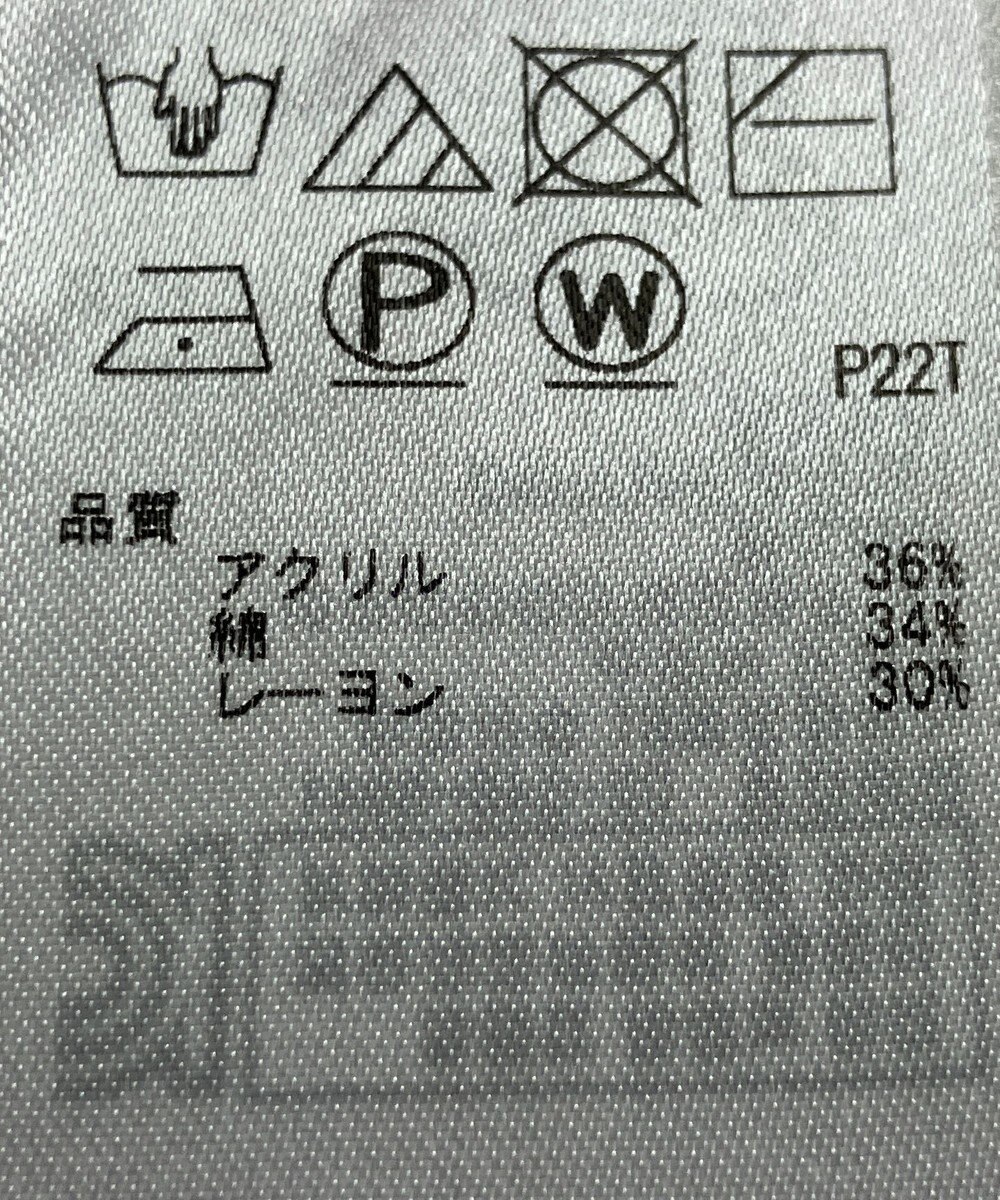 P W
P22T
品質
アクリル 36%
綿 34%
レーヨン 30%